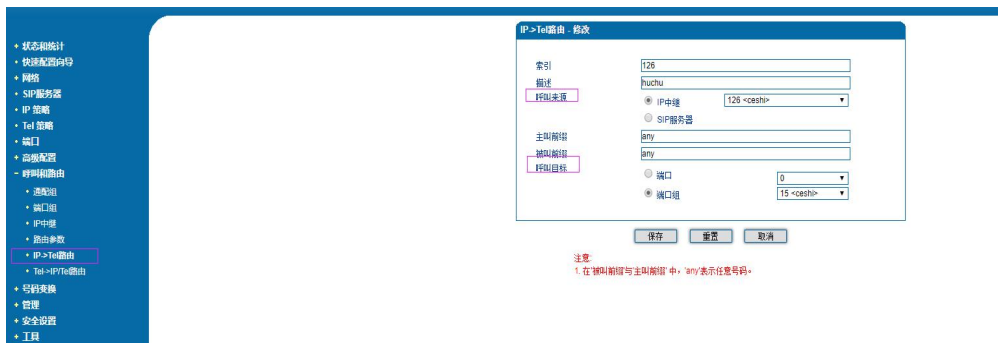 + 状态和统计
• 快速配置向导
+ 网络
• SIP服务器
• IP 策略
• Tel 策略
• 端口
+ 高级配置
- 呼叫和路由
• 通配组
• 端口组
• IP中继
• 路由参数
• IP->Tel路由
• Tel->IP/Tel路由
+ 号码变换
+ 管理
+ 安全设置
+ 工具
IP->Tel路由 - 修改
索引 126
描述 huchu
呼叫来源 IP中继 126 <ceshi>
SIP服务器
主叫前缀 any
被叫前缀 any
呼叫目标 端口 0
端口组 15 <ceshi>
保存 重置 取消
注意:
1. 在'被叫前缀'与'主叫前缀' 中，'any'表示任意号码。